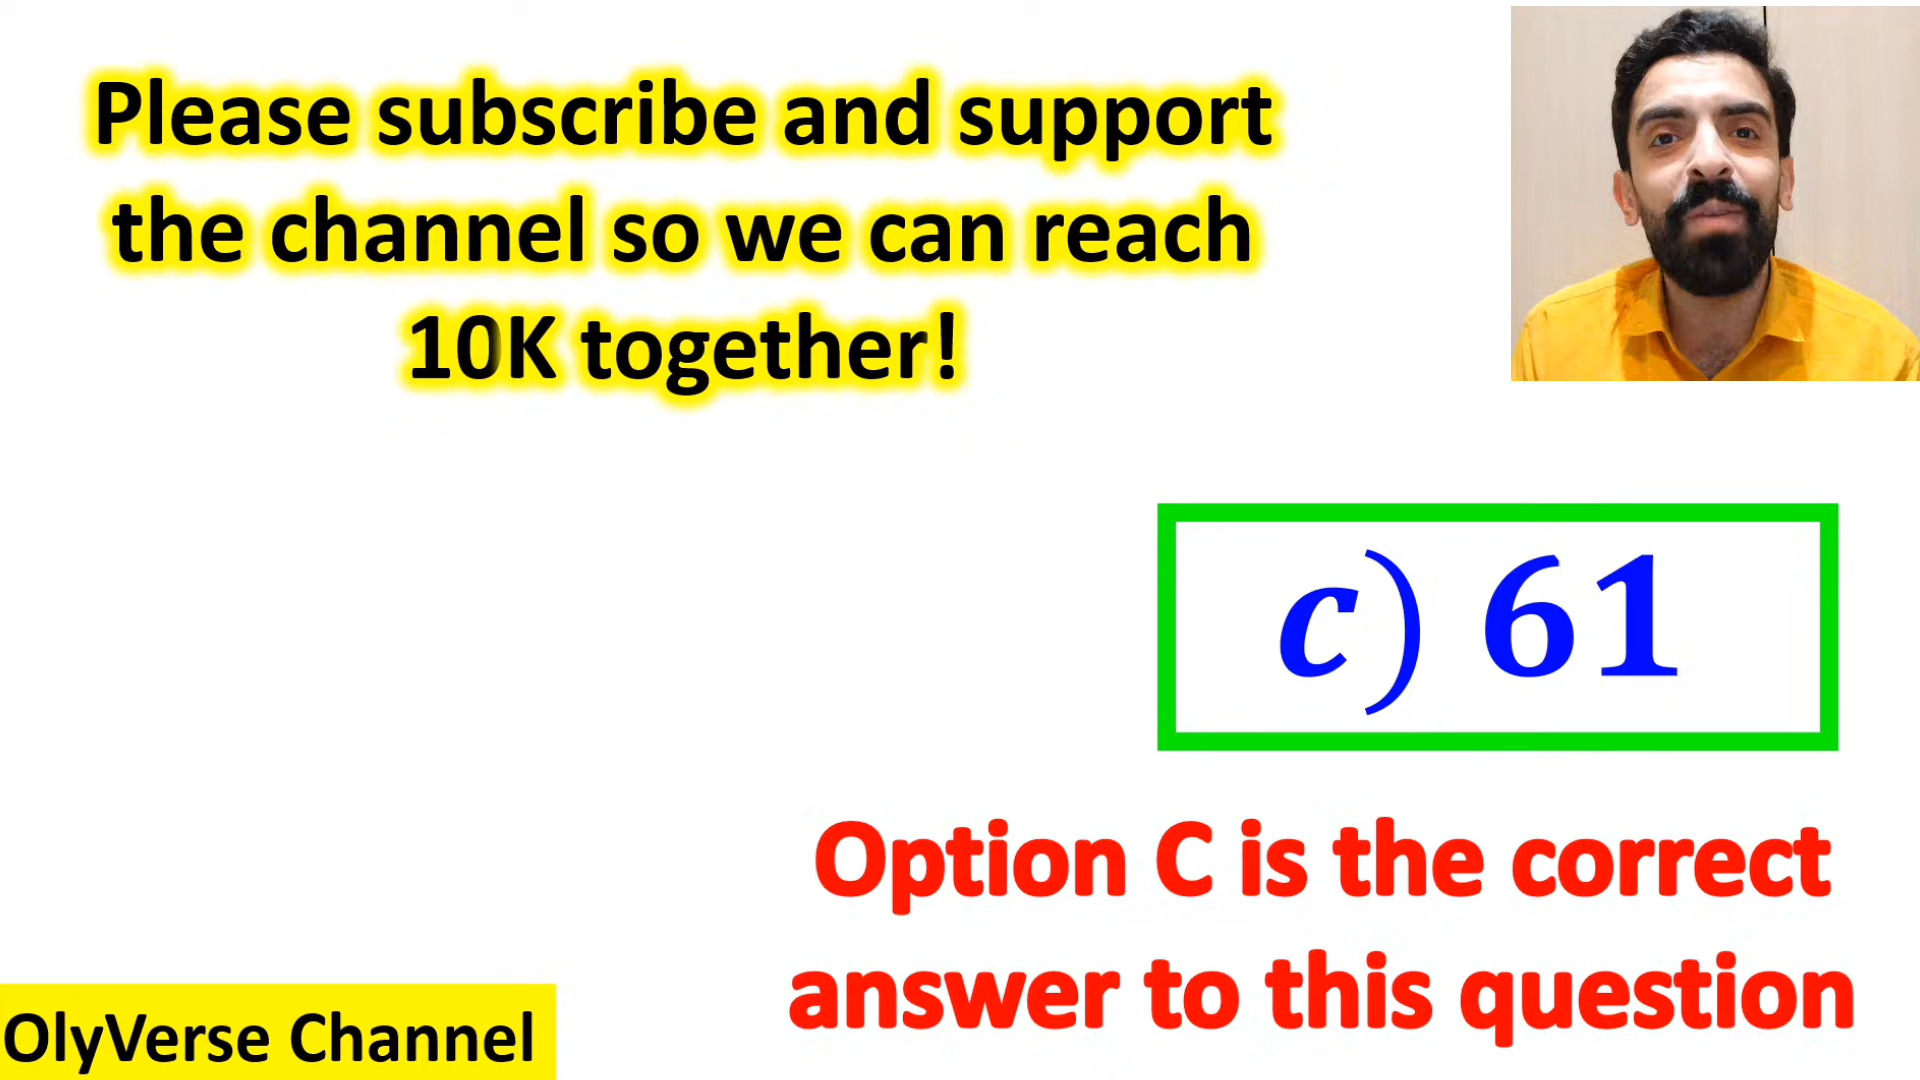 Please subscribe and support
the channel so we can reach
10K together!
c) 61
Option C is the correct
answer to this question
OlyVerse Channel